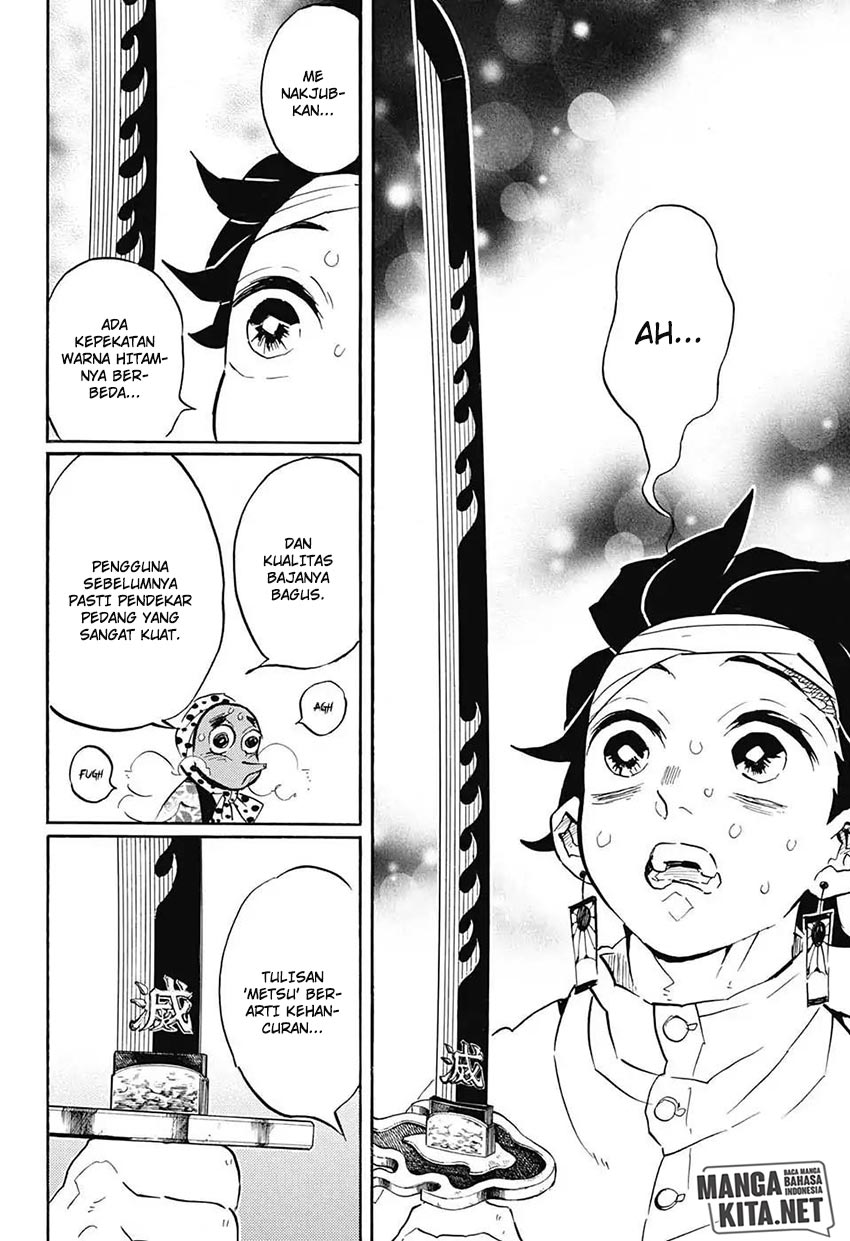 AH...
ME
NAKJUB-
KAN...
ADA
KEPEKATAN
WARNA HITAM-
NYA BER-
BEDA...
DAN
KUALITAS
BAJANYA
BAGUS.
PENGGUNA
SEBELUMNYA
PASTI PENDEKAR
PEDANG YANG
SANGAT KUAT.
AGH
FUGH
TULISAN
'METSU' BER-
ARTI KEHAN-
CURAN...
滅
滅
MANGA
BACA MANGA
BAHASA
INDONESIA
KITA.NET